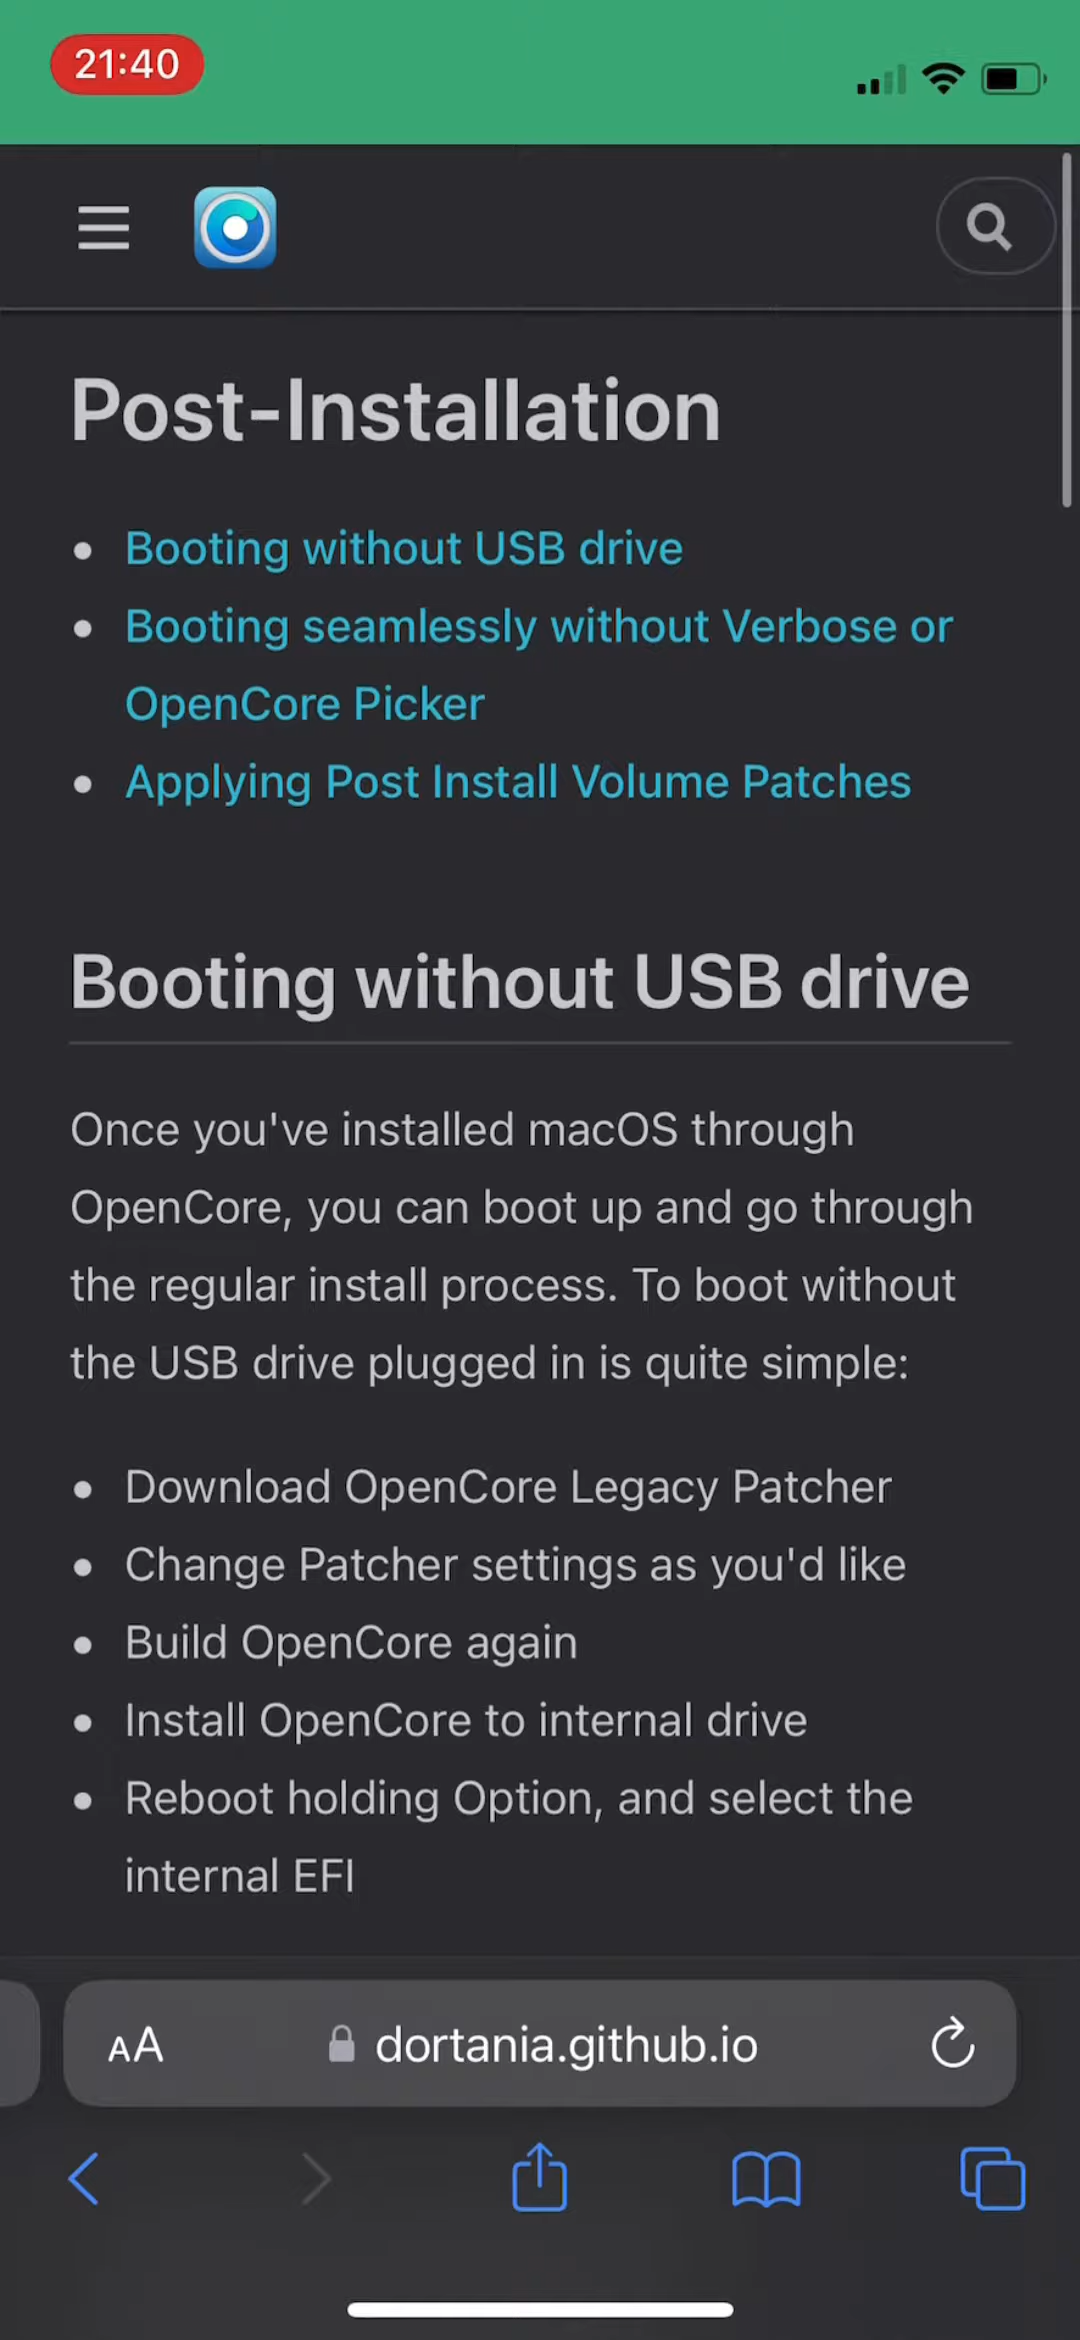 21:40
Post-Installation
Booting without USB drive
Booting seamlessly without Verbose or
OpenCore Picker
Applying Post Install Volume Patches
Booting without USB drive
Once you've installed macOS through
OpenCore, you can boot up and go through
the regular install process. To boot without
the USB drive plugged in is quite simple:
Download OpenCore Legacy Patcher
Change Patcher settings as you'd like
Build OpenCore again
Install OpenCore to internal drive
Reboot holding Option, and select the
internal EFI
AA dortania.github.io